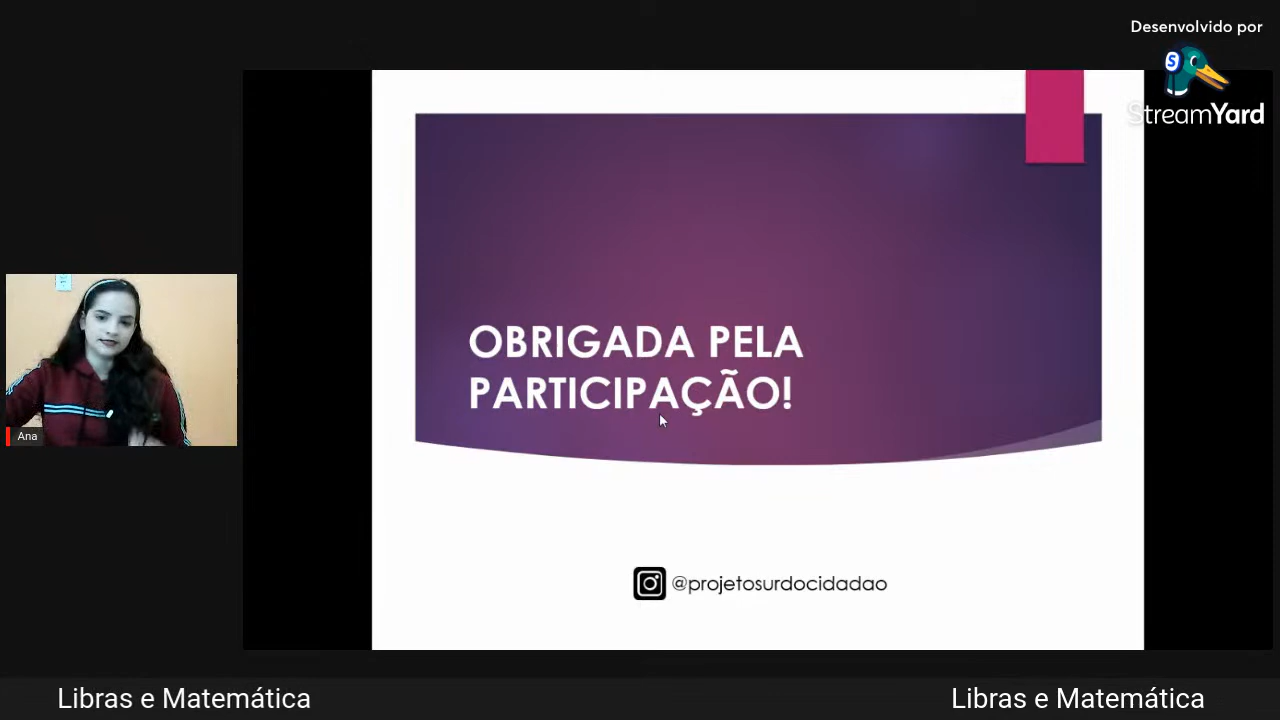 Desenvolvido por
StreamYard
OBRIGADA PELA
PARTICIPAÇÃO!
Ana
@projetosurdocidadao
Libras e Matemática
Libras e Matemática